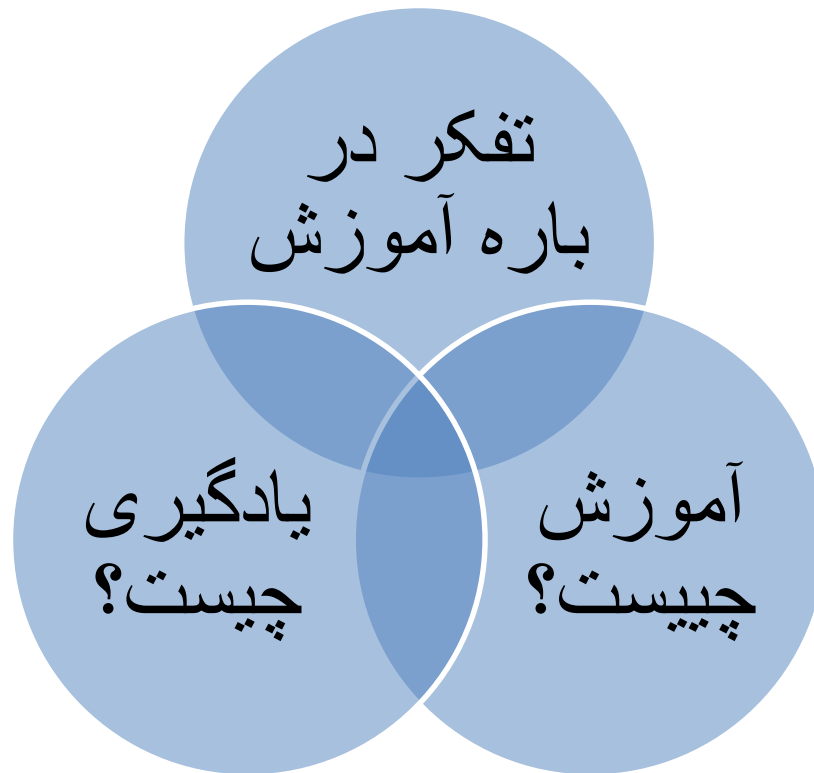 تفکر در
باره آموزش
آموزش
چییست؟
یادگیری
چیست؟